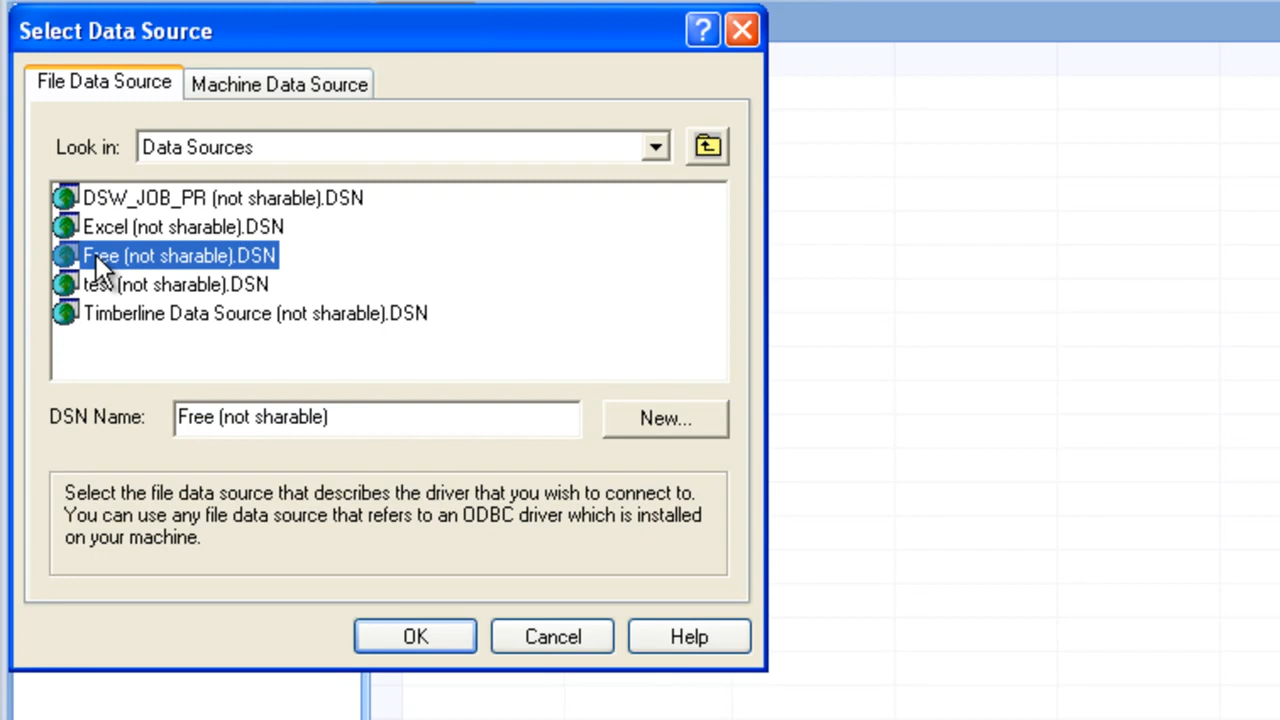 Select Data Source
?
File Data Source
Machine Data Source
Look in:
Data Sources
DSW_JOB_PR (not sharable).DSN
Excel (not sharable).DSN
Free (not sharable).DSN
test (not sharable).DSN
Timberline Data Source (not sharable).DSN
DSN Name:
Free (not sharable)
New...
Select the file data source that describes the driver that you wish to connect to.
You can use any file data source that refers to an ODBC driver which is installed
on your machine.
OK
Cancel
Help